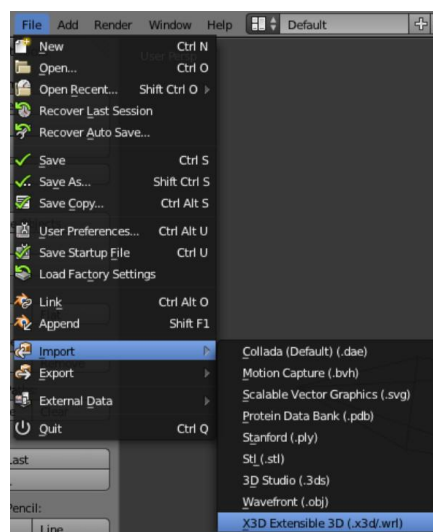 File Add Render Window Help Default
User Persp
New Ctrl N
Open... Ctrl O
Open Recent... Shift Ctrl O
Recover Last Session
Recover Auto Save...
Save Ctrl S
Save As... Shift Ctrl S
Save Copy... Ctrl Alt S
User Preferences... Ctrl Alt U
Save Startup File Ctrl U
Load Factory Settings
Link Ctrl Alt O
Append Shift F1
Import
Export
External Data
Clear
Quit Ctrl Q
Collada (Default) (.dae)
Motion Capture (.bvh)
Scalable Vector Graphics (.svg)
Protein Data Bank (.pdb)
Stanford (.ply)
Stl (.stl)
3D Studio (.3ds)
Wavefront (.obj)
X3D Extensible 3D (.x3d/.wrl)
Last
Pencil:
Line